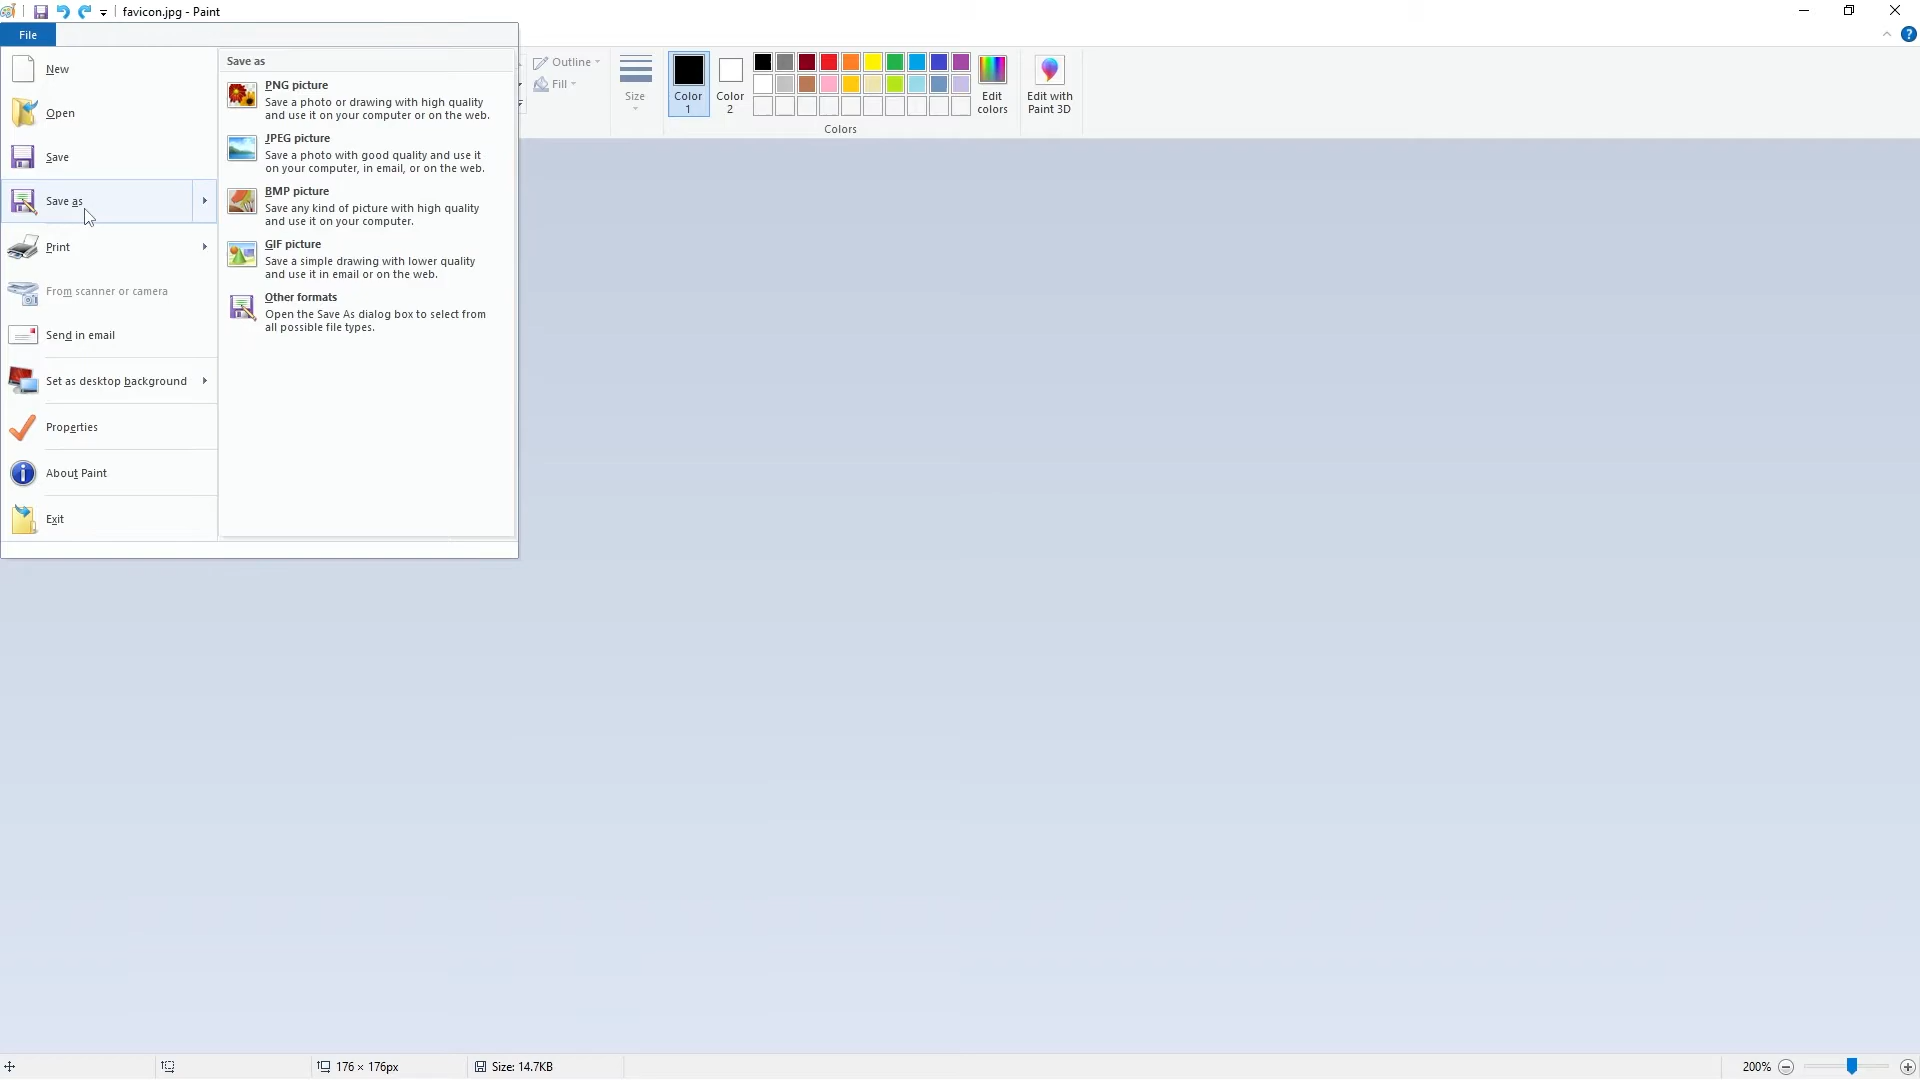 favicon.jpg - Paint
File
New
Open
Save
Save as
Print
From scanner or camera
Send in email
Set as desktop background
Properties
About Paint
Exit
Save as
PNG picture
Save a photo or drawing with high quality
and use it on your computer or on the web.
JPEG picture
Save a photo with good quality and use it
on your computer, in email, or on the web.
BMP picture
Save any kind of picture with high quality
and use it on your computer.
GIF picture
Save a simple drawing with lower quality
and use it in email or on the web.
Other formats
Open the Save As dialog box to select from
all possible file types.
Outline
Fill
Size
Color
1
Color
2
Edit
colors
Edit with
Paint 3D
Colors
176 × 176px
Size: 14.7KB
200%